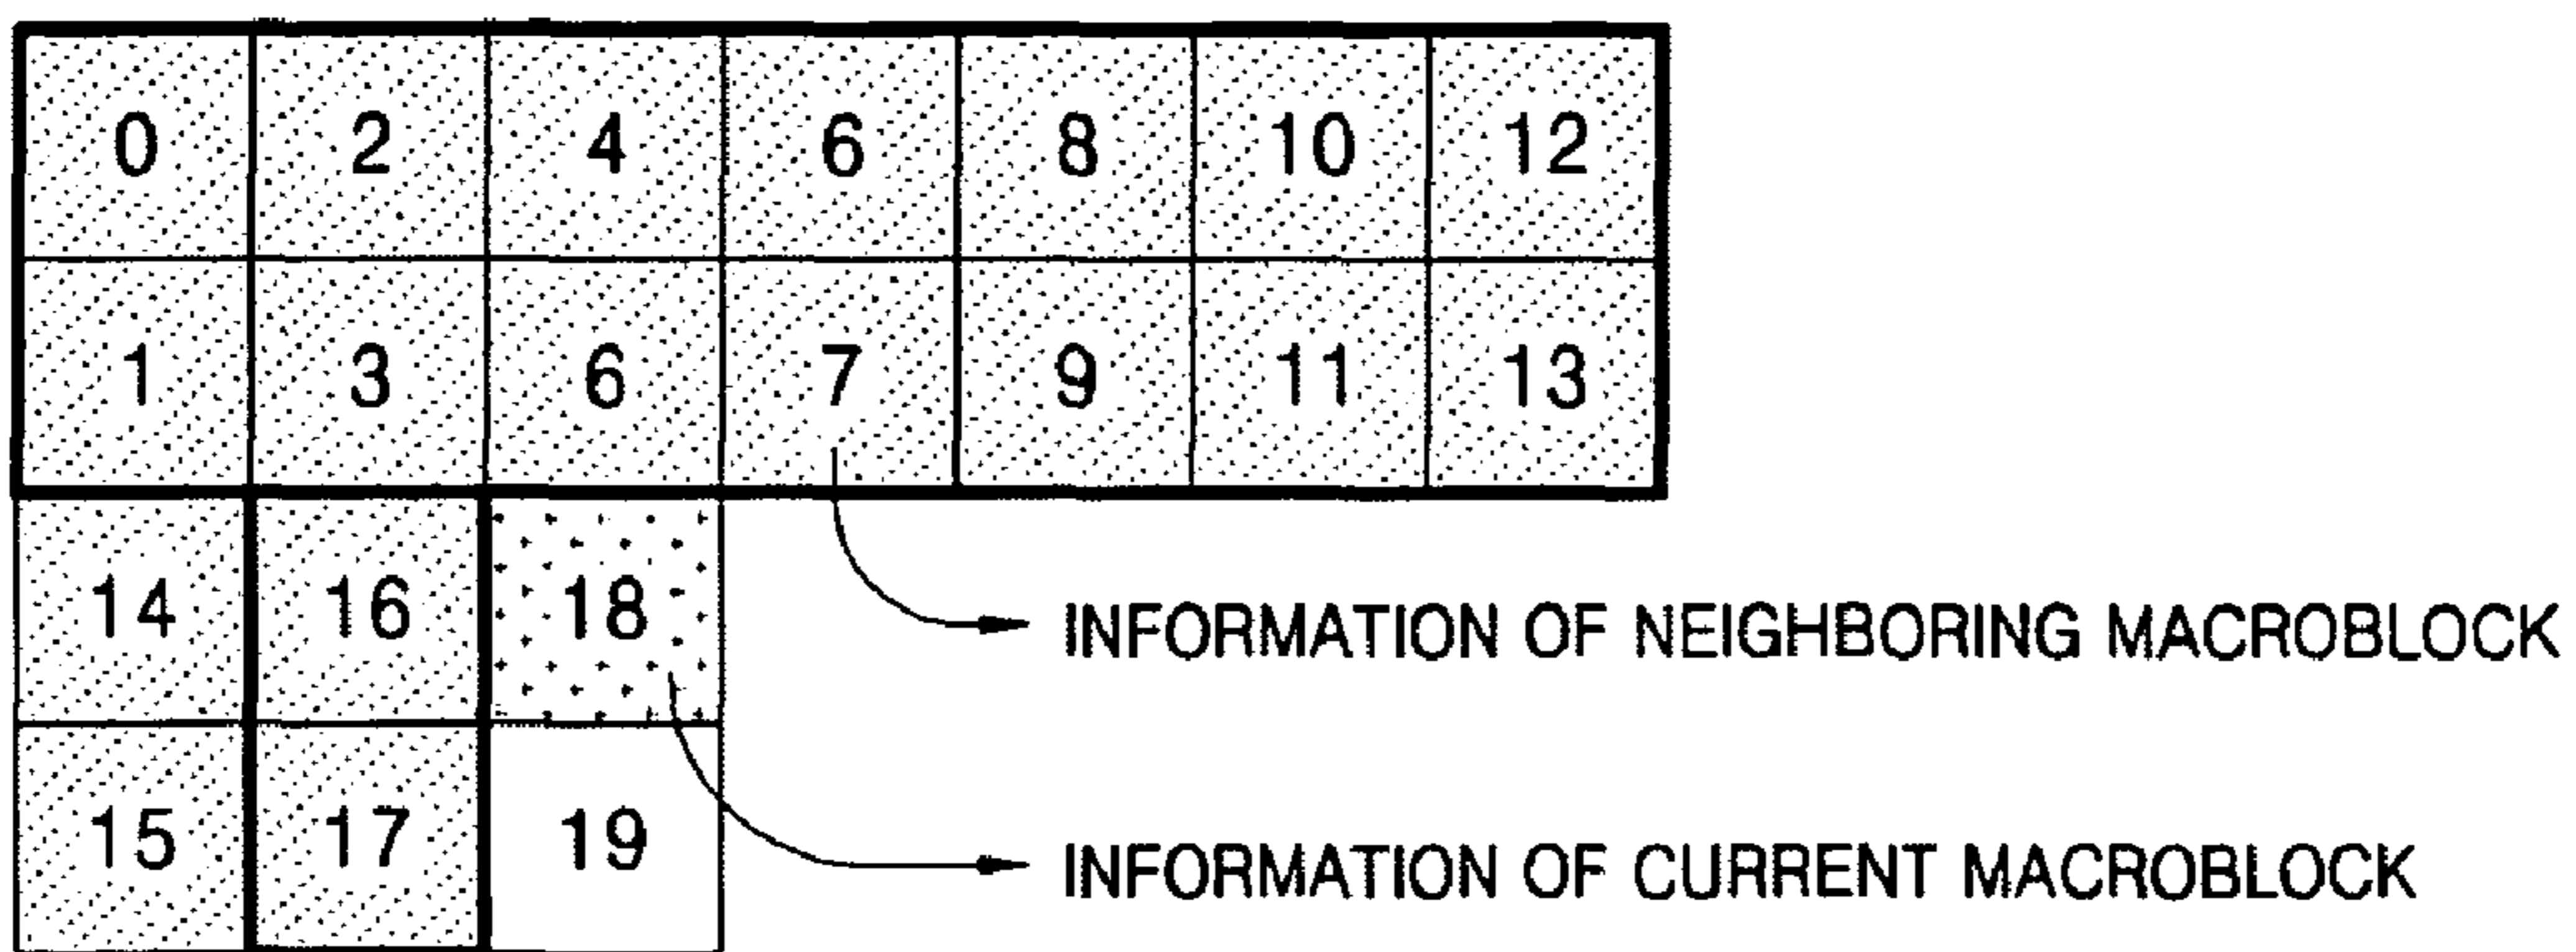 0 2 4 6 8 10 12
1 3 6 7 9 11 13
14 16 18 INFORMATION OF NEIGHBORING MACROBLOCK
15 17 19 INFORMATION OF CURRENT MACROBLOCK